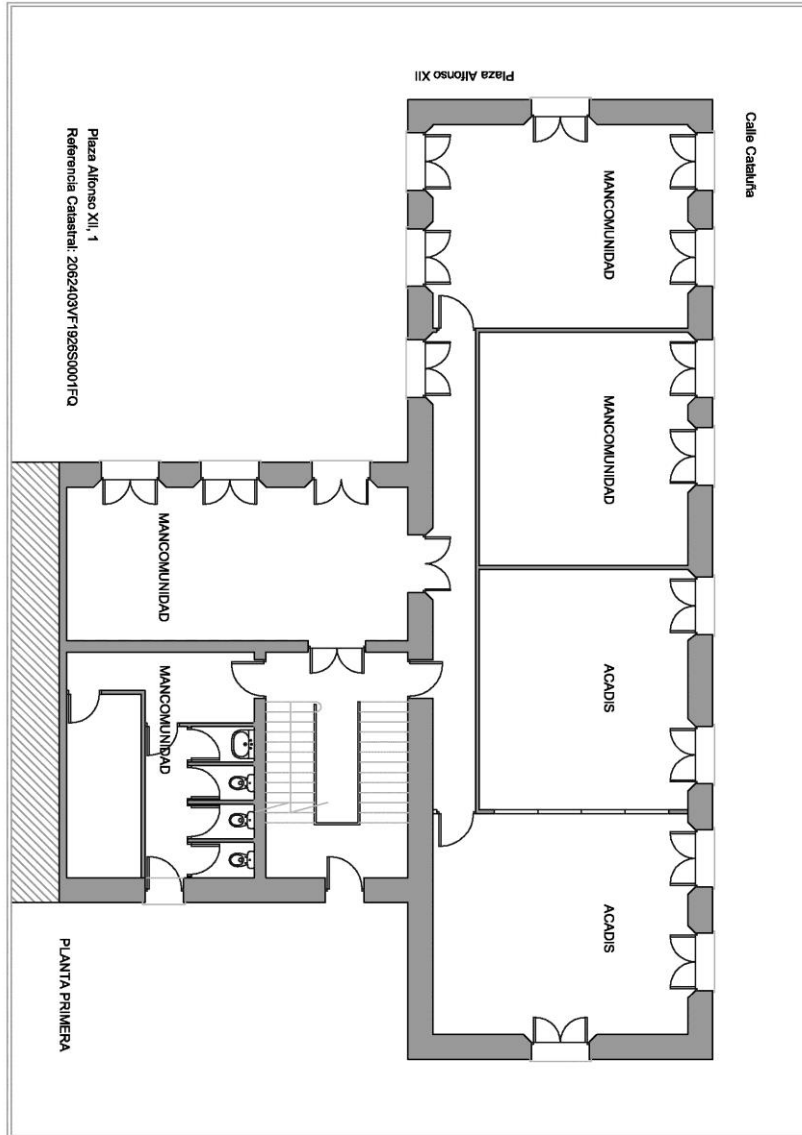 Calle Cataluña
Plaza Alfonso XII
MANCOMUNIDAD
MANCOMUNIDAD
ACADIS
ACADIS
MANCOMUNIDAD
MANCOMUNIDAD
Plaza Alfonso XII, 1
Referencia Catastral: 2062403VF1926S0001FQ
PLANTA PRIMERA